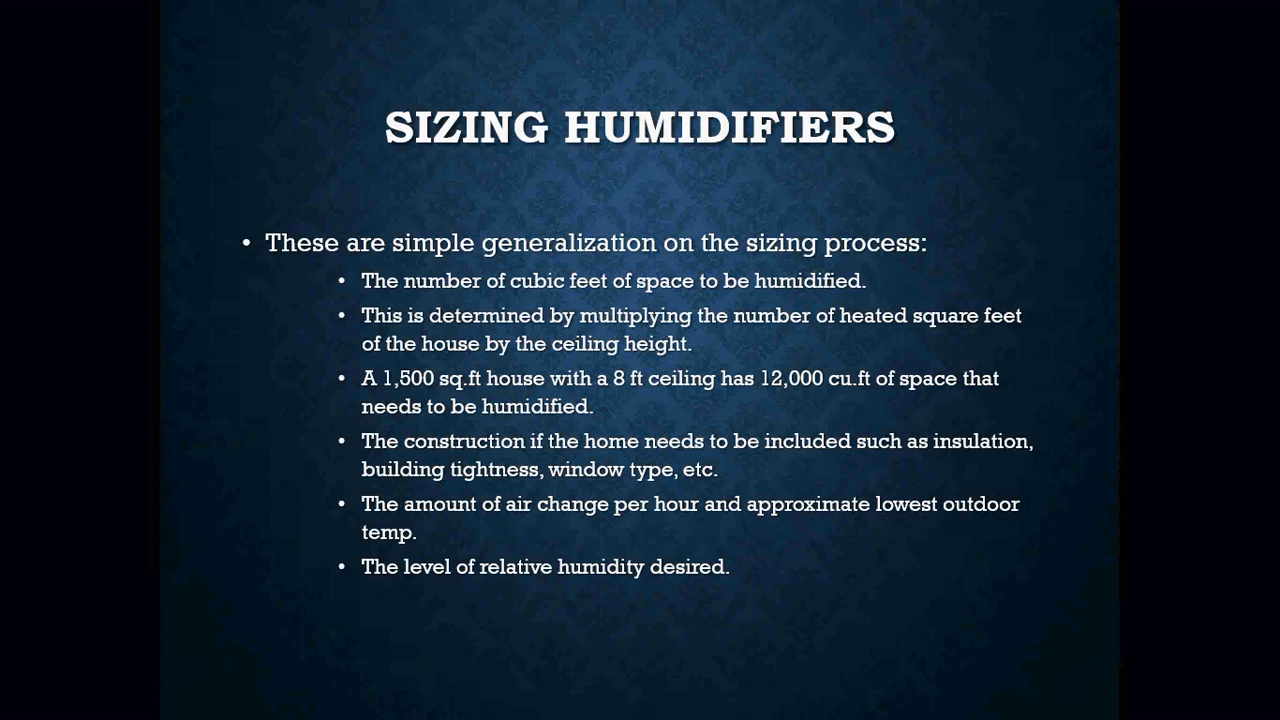 SIZING HUMIDIFIERS
• These are simple generalization on the sizing process:
• The number of cubic feet of space to be humidified.
• This is determined by multiplying the number of heated square feet
of the house by the ceiling height.
• A 1,500 sq.ft house with a 8 ft ceiling has 12,000 cu.ft of space that
needs to be humidified.
• The construction if the home needs to be included such as insulation,
building tightness, window type, etc.
• The amount of air change per hour and approximate lowest outdoor
temp.
• The level of relative humidity desired.